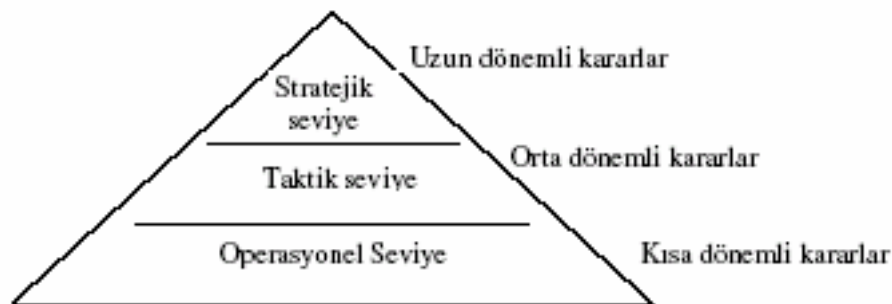 Uzun dönemli kararlar
Stratejik
seviye
Orta dönemli kararlar
Taktik seviye
Operasyonel Seviye
Kısa dönemli kararlar